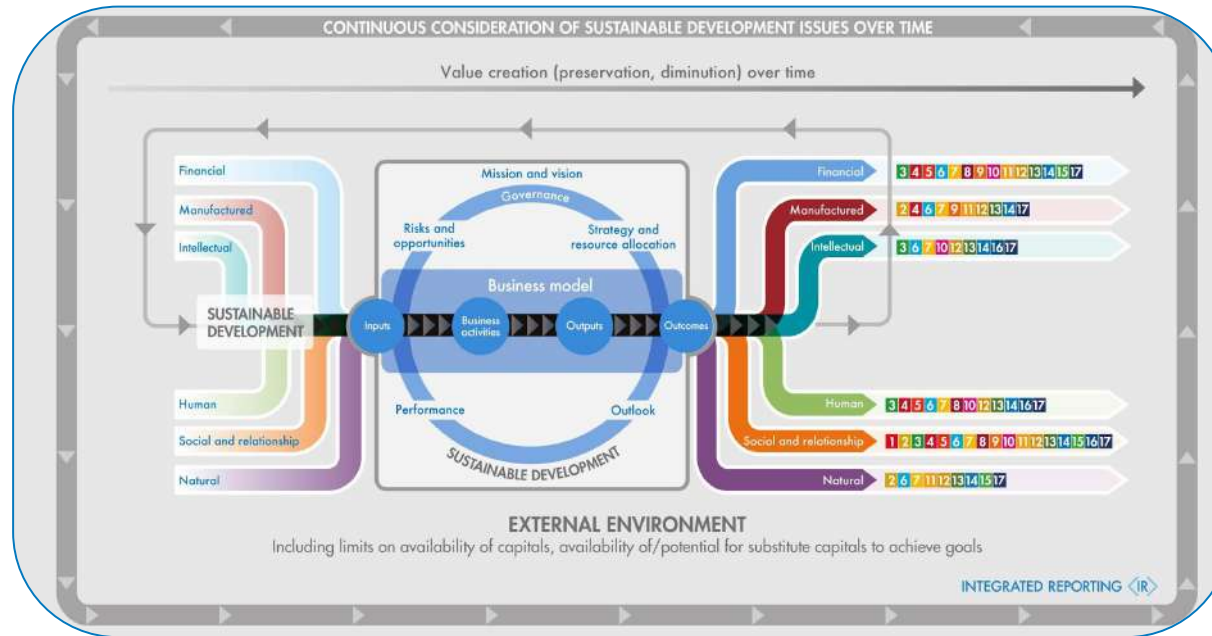 CONTINUOUS CONSIDERATION OF SUSTAINABLE DEVELOPMENT ISSUES OVER TIME
Value creation (preservation, diminution) over time
Financial
Manufactured
Intellectual
SUSTAINABLE
DEVELOPMENT
Human
Social and relationship
Natural
Mission and vision
Governance
Risks and
opportunities
Strategy and
resource allocation
Business model
Inputs
Business
activities
Outputs
Outcomes
Performance
Outlook
SUSTAINABLE DEVELOPMENT
Financial 3 4 5 6 7 8 9 10 11 12 13 14 15 17
Manufactured 2 4 6 7 9 11 12 13 14 17
Intellectual 3 6 7 10 12 13 14 16 17
Human 3 4 5 6 7 8 10 12 13 14 16 17
Social and relationship 1 2 3 4 5 6 7 8 9 10 11 12 13 14 15 16 17
Natural 2 6 7 11 12 13 14 15 17
EXTERNAL ENVIRONMENT
Including limits on availability of capitals, availability of/potential for substitute capitals to achieve goals
INTEGRATED REPORTING <IR>